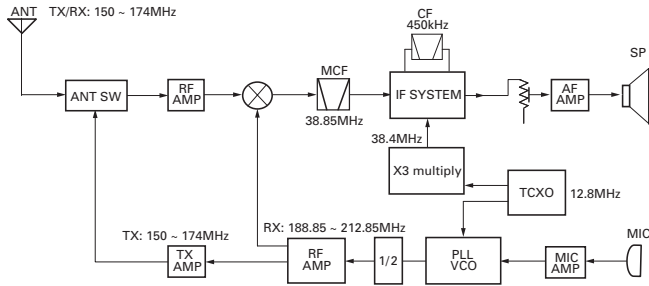 ANT TX/RX: 150 ~ 174MHz
CF
450kHz
SP
MCF
ANT SW
RF
AMP
IF SYSTEM
AF
AMP
38.85MHz
38.4MHz
X3 multiply
TCXO
12.8MHz
TX: 150 ~ 174MHz
RX: 188.85 ~ 212.85MHz
MIC
TX
AMP
RF
AMP
1/2
PLL
VCO
MIC
AMP